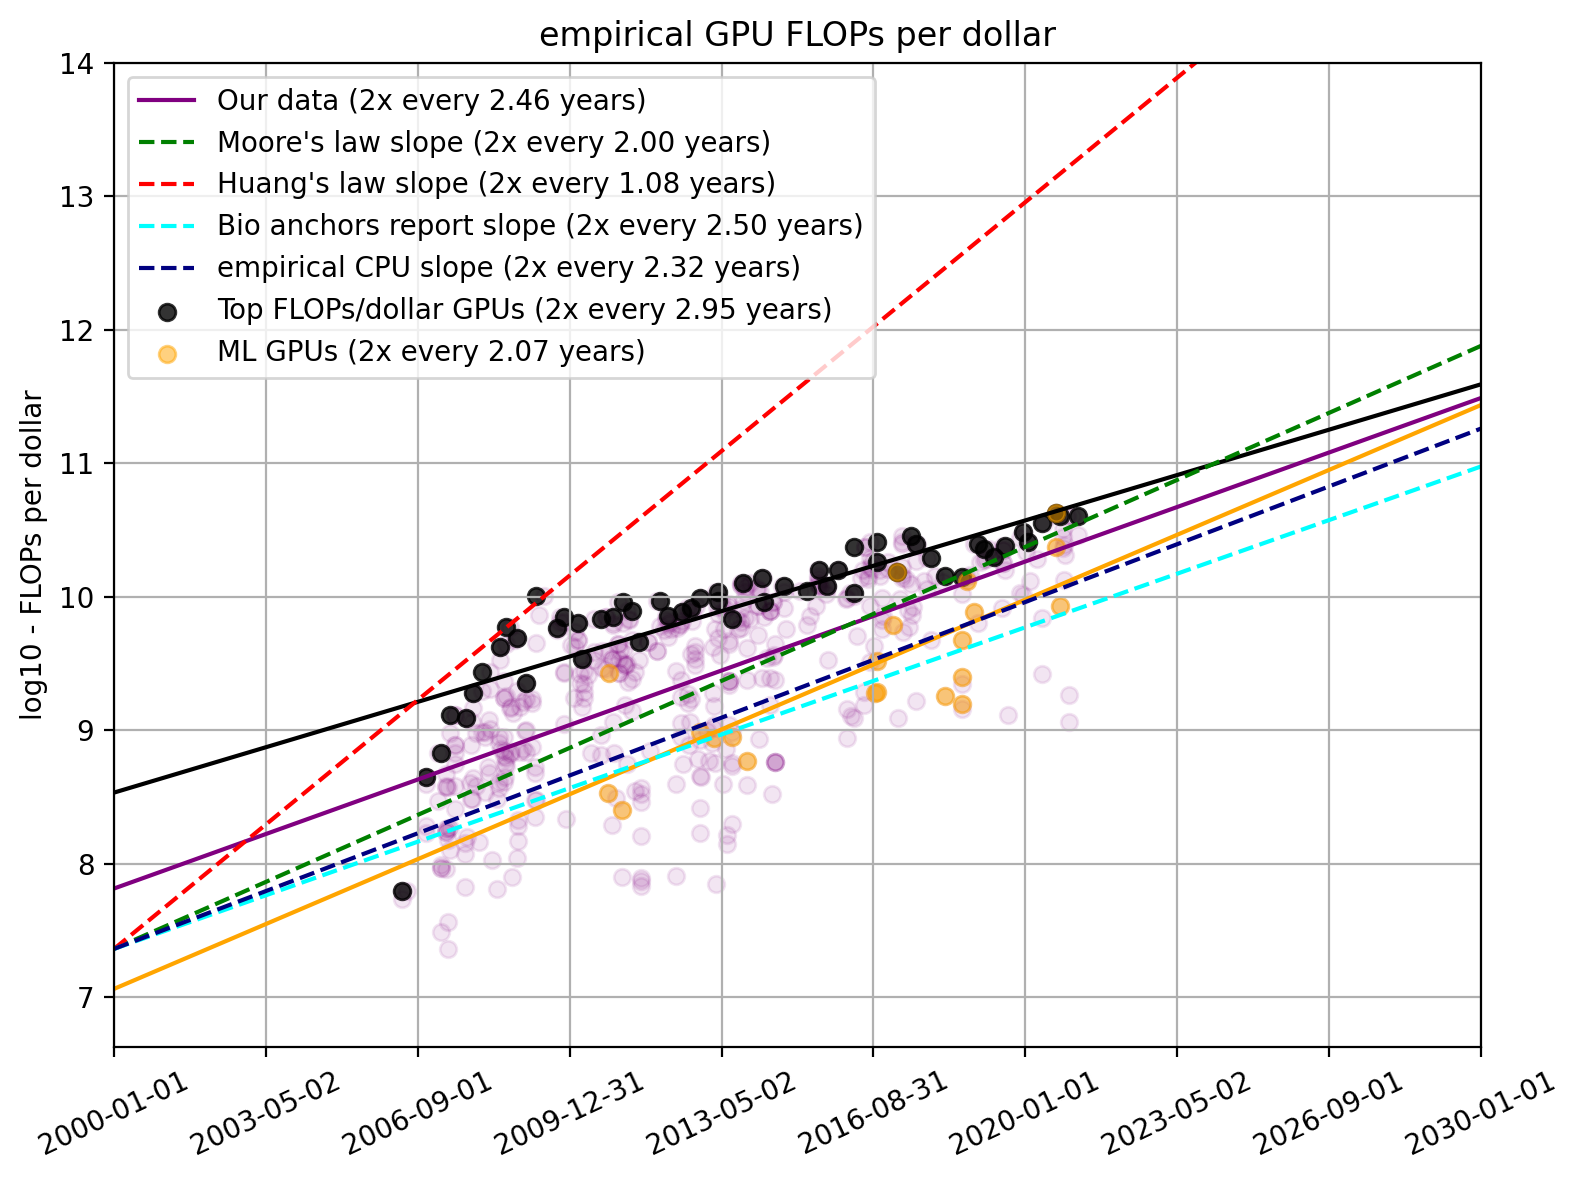 empirical GPU FLOPs per dollar
14
13
12
11
10
9
8
7
log10 - FLOPs per dollar
Our data (2x every 2.46 years)
Moore's law slope (2x every 2.00 years)
Huang's law slope (2x every 1.08 years)
Bio anchors report slope (2x every 2.50 years)
empirical CPU slope (2x every 2.32 years)
Top FLOPs/dollar GPUs (2x every 2.95 years)
ML GPUs (2x every 2.07 years)
2000-01-01
2003-05-02
2006-09-01
2009-12-31
2013-05-02
2016-08-31
2020-01-01
2023-05-02
2026-09-01
2030-01-01